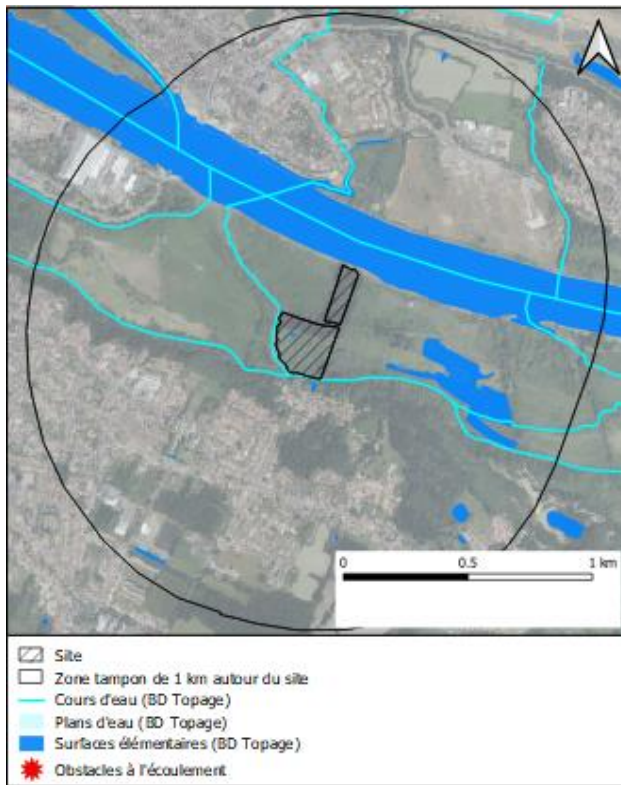 0 0.5 1 km
Site
Zone tampon de 1 km autour du site
Cours d'eau (BD Topage)
Plans d'eau (BD Topage)
Surfaces élémentaires (BD Topage)
Obstacles à l'écoulement